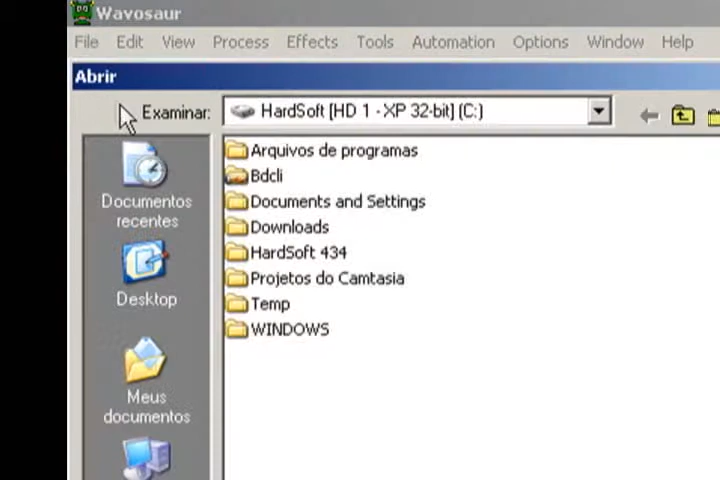 Wavosaur
File Edit View Process Effects Tools Automation Options Window Help
Abrir
Examinar: HardSoft [HD 1 - XP 32-bit] (C:)
Documentos recentes
Desktop
Meus documentos
Arquivos de programas
Bdcli
Documents and Settings
Downloads
HardSoft 434
Projetos do Camtasia
Temp
WINDOWS